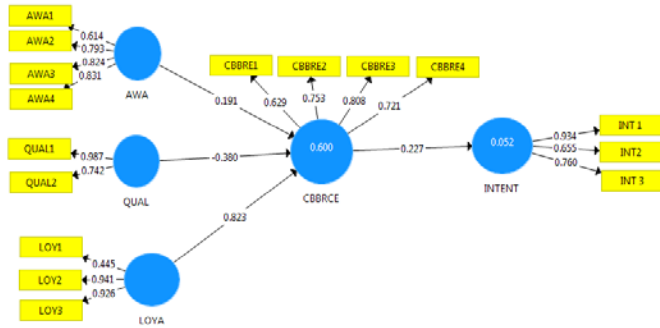 AWA1
AWA2
AWA3
AWA4
0.614
0.793
0.824
0.831
AWA
0.191
QUAL1
QUAL2
0.987
0.742
QUAL
-0.380
LOY1
LOY2
LOY3
0.445
0.941
0.926
LOYA
0.823
CBBRE1
CBBRE2
CBBRE3
CBBRE4
0.629
0.753
0.808
0.721
0.600
CBBRCE
0.227
0.052
INTENT
0.934
0.655
0.760
INT 1
INT2
INT 3